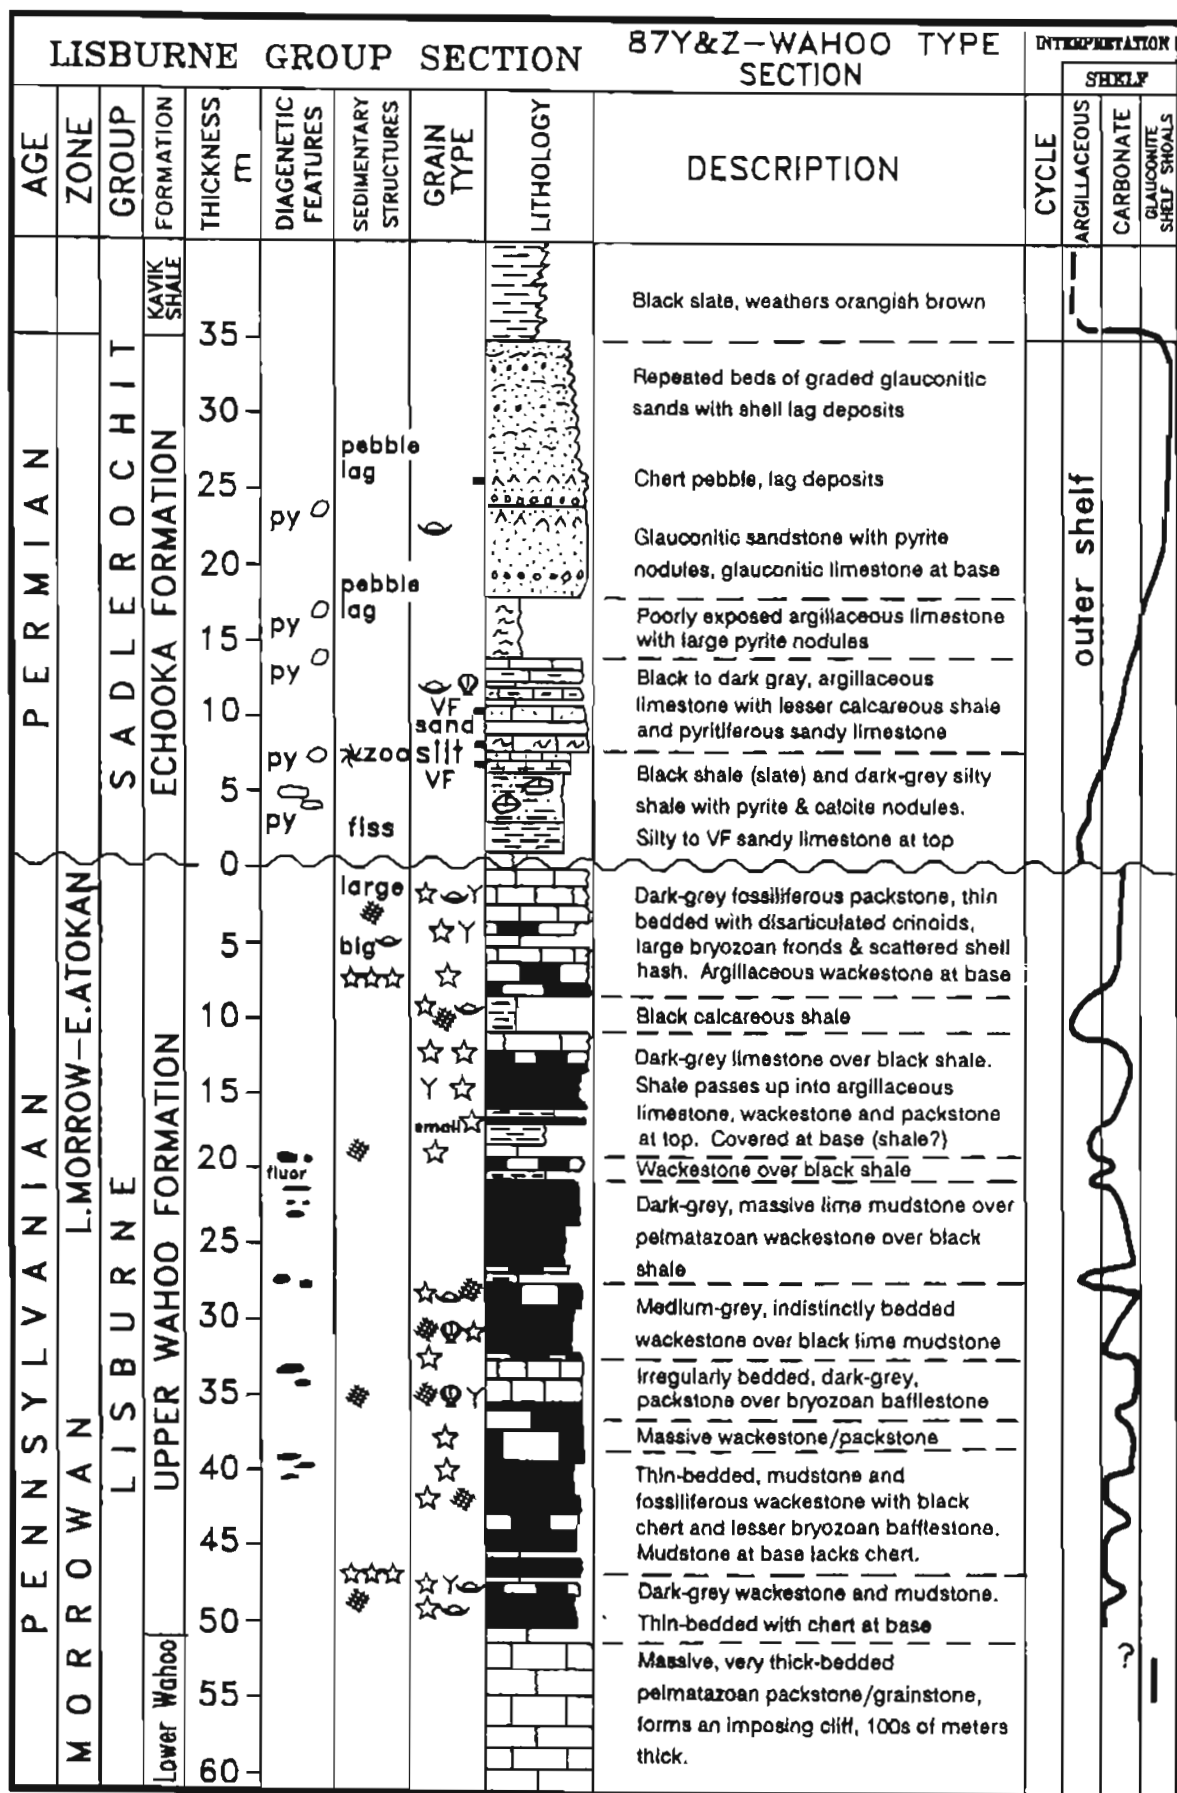 LISBURNE GROUP SECTION
87Y&Z-WAHOO TYPE
SECTION
INTERPRETATION
SHELF
AGE
ZONE
GROUP
FORMATION
THICKNESS
m
DIAGENETIC
FEATURES
SEDIMENTARY
STRUCTURES
GRAIN
TYPE
LITHOLOGY
DESCRIPTION
CYCLE
ARGILLACEOUS
CARBONATE
GLAUCONITE
SHELF SHOALS
PERMIAN
PENNSYLVANIAN
L.MORROW-E.ATOKAN
MORROWAN
SADLEROCHIT
LISBURNE
KAVIK
SHALE
ECHOOKA FORMATION
UPPER WAHOO FORMATION
Lower Wahoo
35
30
25
20
15
10
5
0
5
10
15
20
25
30
35
40
45
50
55
60
py
py
py
py
py
fluor
pebble
lag
pebble
lag
zoo
fiss
large
big
VF
sand
silt
VF
small
Black slate, weathers orangish brown
Repeated beds of graded glauconitic
sands with shell lag deposits
Chert pebble, lag deposits
Glauconitic sandstone with pyrite
nodules, glauconitic limestone at base
Poorly exposed argillaceous limestone
with large pyrite nodules
Black to dark gray, argillaceous
limestone with lesser calcareous shale
and pyritiferous sandy limestone
Black shale (slate) and dark-grey silty
shale with pyrite & calcite nodules.
Silty to VF sandy limestone at top
Dark-grey fossiliferous packstone, thin
bedded with disarticulated crinoids,
large bryozoan fronds & scattered shell
hash. Argillaceous wackestone at base
Black calcareous shale
Dark-grey limestone over black shale.
Shale passes up into argillaceous
limestone, wackestone and packstone
at top. Covered at base (shale?)
Wackestone over black shale
Dark-grey, massive lime mudstone over
pelmatazoan wackestone over black
shale
Medium-grey, indistinctly bedded
wackestone over black lime mudstone
Irregularly bedded, dark-grey,
packstone over bryozoan bafflestone
Massive wackestone/packstone
Thin-bedded, mudstone and
fossiliferous wackestone with black
chert and lesser bryozoan bafflestone.
Mudstone at base lacks chert.
Dark-grey wackestone and mudstone.
Thin-bedded with chert at base
Massive, very thick-bedded
pelmatazoan packstone/grainstone,
forms an imposing cliff, 100s of meters
thick.
outer shelf
?